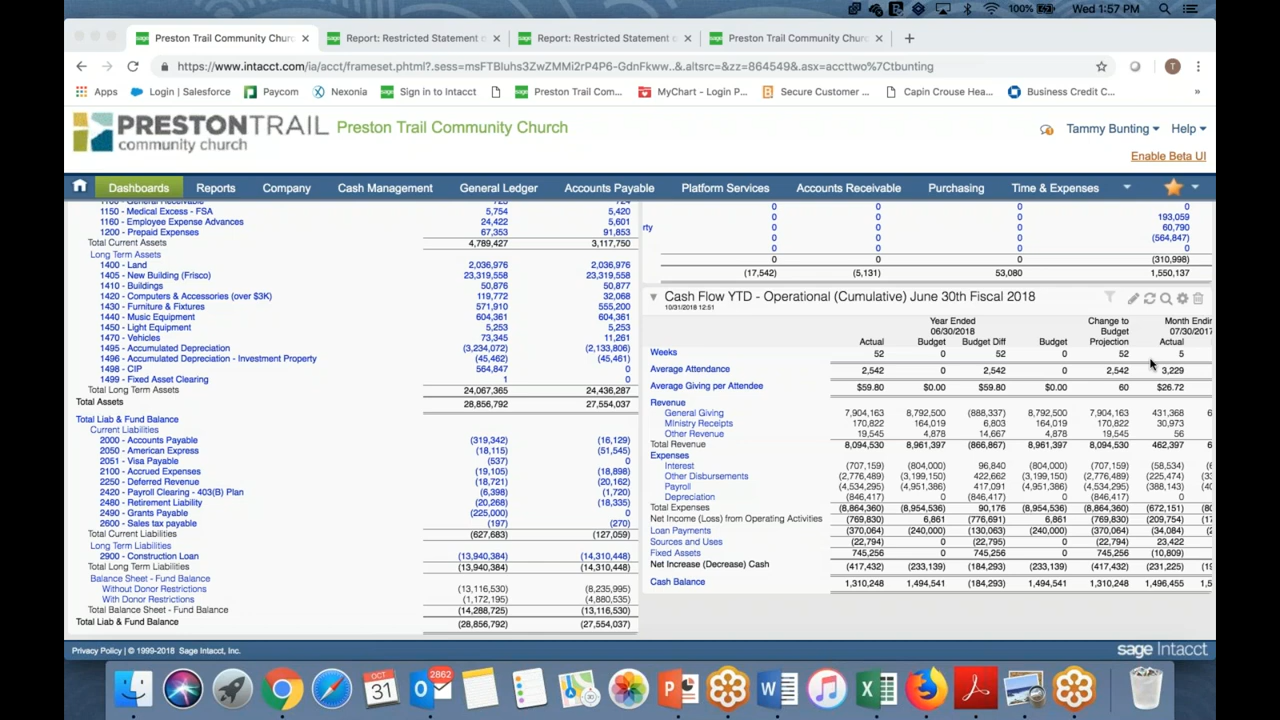 100% Wed 1:57 PM
Preston Trail Community Churc × Report: Restricted Statement o × Report: Restricted Statement o × Preston Trail Community Churc × +
https://www.intacct.com/ia/acct/frameset.phtml?.sess=msFTBluhs3ZwZMMi2rP4P6-GdnFkww..&.altsrc=&zz=864549&.asx=accttwo%7Ctbunting T
Apps Login | Salesforce Paycom Nexonia Sign in to Intacct Preston Trail Com... MyChart - Login P... Secure Customer ... Capin Crouse Hea... Business Credit C... »
PRESTONTRAIL
community church
Preston Trail Community Church
Tammy Bunting Help
Enable Beta UI
Dashboards Reports Company Cash Management General Ledger Accounts Payable Platform Services Accounts Receivable Purchasing Time & Expenses
1150 - Medical Excess - FSA 5,754 5,420
1160 - Employee Expense Advances 24,422 5,601
1200 - Prepaid Expenses 67,353 91,853
Total Current Assets 4,789,427 3,117,750
Long Term Assets
1400 - Land 2,036,976 2,036,976
1405 - New Building (Frisco) 23,319,558 23,319,558
1410 - Buildings 50,876 50,877
1420 - Computers & Accessories (over $3K) 119,772 32,068
1430 - Furniture & Fixtures 571,910 555,200
1440 - Music Equipment 604,361 604,361
1450 - Light Equipment 5,253 5,253
1470 - Vehicles 73,345 11,261
1495 - Accumulated Depreciation (3,234,072) (2,133,806)
1496 - Accumulated Depreciation - Investment Property (45,462) (45,461)
1498 - CIP 564,847 0
1499 - Fixed Asset Clearing 1 0
Total Long Term Assets 24,067,365 24,436,287
Total Assets 28,856,792 27,554,037
Total Liab & Fund Balance
Current Liabilities
2000 - Accounts Payable (319,342) (16,129)
2050 - American Express (18,115) (51,545)
2051 - Visa Payable (537) 0
2100 - Accrued Expenses (19,105) (18,898)
2250 - Deferred Revenue (18,721) (20,162)
2420 - Payroll Clearing - 403(B) Plan (6,398) (1,720)
2480 - Retirement Liability (20,268) (18,335)
2490 - Grants Payable (225,000) 0
2600 - Sales tax payable (197) (270)
Total Current Liabilities (627,683) (127,059)
Long Term Liabilities
2900 - Construction Loan (13,940,384) (14,310,448)
Total Long Term Liabilities (13,940,384) (14,310,448)
Balance Sheet - Fund Balance
Without Donor Restrictions (13,116,530) (8,235,995)
With Donor Restrictions (1,172,195) (4,880,535)
Total Balance Sheet - Fund Balance (14,288,725) (13,116,530)
Total Liab & Fund Balance (28,856,792) (27,554,037)
0 0 0 0
0 0 0 193,059
rty 0 0 0 60,790
0 0 0 (564,847)
0 0 0 0
0 0 0 (310,998)
(17,542) (5,131) 53,080 1,550,137
Cash Flow YTD - Operational (Cumulative) June 30th Fiscal 2018
10/31/2018 12:51
Year Ended Change to Month Endin
06/30/2018 Budget 07/30/2017
Actual Budget Budget Diff Budget Projection Actual
Weeks 52 0 52 0 52 5
Average Attendance 2,542 0 2,542 0 2,542 3,229
Average Giving per Attendee $59.80 $0.00 $59.80 $0.00 60 $26.72
Revenue
General Giving 7,904,163 8,792,500 (888,337) 8,792,500 7,904,163 431,368 6
Ministry Receipts 170,822 164,019 6,803 164,019 170,822 30,973
Other Revenue 19,545 4,878 14,667 4,878 19,545 56
Total Revenue 8,094,530 8,961,397 (866,867) 8,961,397 8,094,530 462,397 6
Expenses
Interest (707,159) (804,000) 96,840 (804,000) (707,159) (58,534)
Other Disbursements (2,776,489) (3,199,150) 422,662 (3,199,150) (2,776,489) (225,474)
Payroll (4,534,295) (4,951,386) 417,091 (4,951,386) (4,534,295) (388,143)
Depreciation (846,417) 0 (846,417) 0 (846,417) 0
Total Expenses (8,864,360) (8,954,536) 90,176 (8,954,536) (8,864,360) (672,151)
Net Income (Loss) from Operating Activities (769,830) 6,861 (776,691) 6,861 (769,830) (209,754)
Loan Payments (370,064) (240,000) (130,063) (240,000) (370,064) (34,084)
Sources and Uses (22,794) 0 (22,795) 0 (22,794) 23,422
Fixed Assets 745,256 0 745,256 0 745,256 (10,809)
Net Increase (Decrease) Cash (417,432) (233,139) (184,293) (233,139) (417,432) (231,225)
Cash Balance 1,310,248 1,494,541 (184,293) 1,494,541 1,310,248 1,496,455 1,5
Privacy Policy | © 1999-2018 Sage Intacct, Inc.
sage Intacct
OCT
31
2862